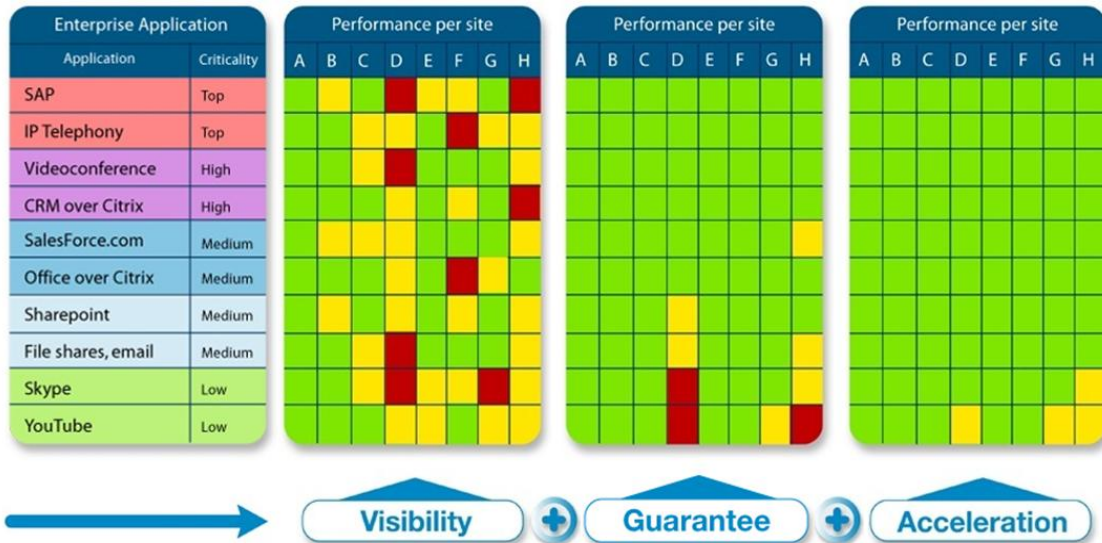 Enterprise Application
Application Criticality
SAP Top
IP Telephony Top
Videoconference High
CRM over Citrix High
SalesForce.com Medium
Office over Citrix Medium
Sharepoint Medium
File shares, email Medium
Skype Low
YouTube Low
Performance per site
A B C D E F G H
Performance per site
A B C D E F G H
Performance per site
A B C D E F G H
Visibility + Guarantee + Acceleration